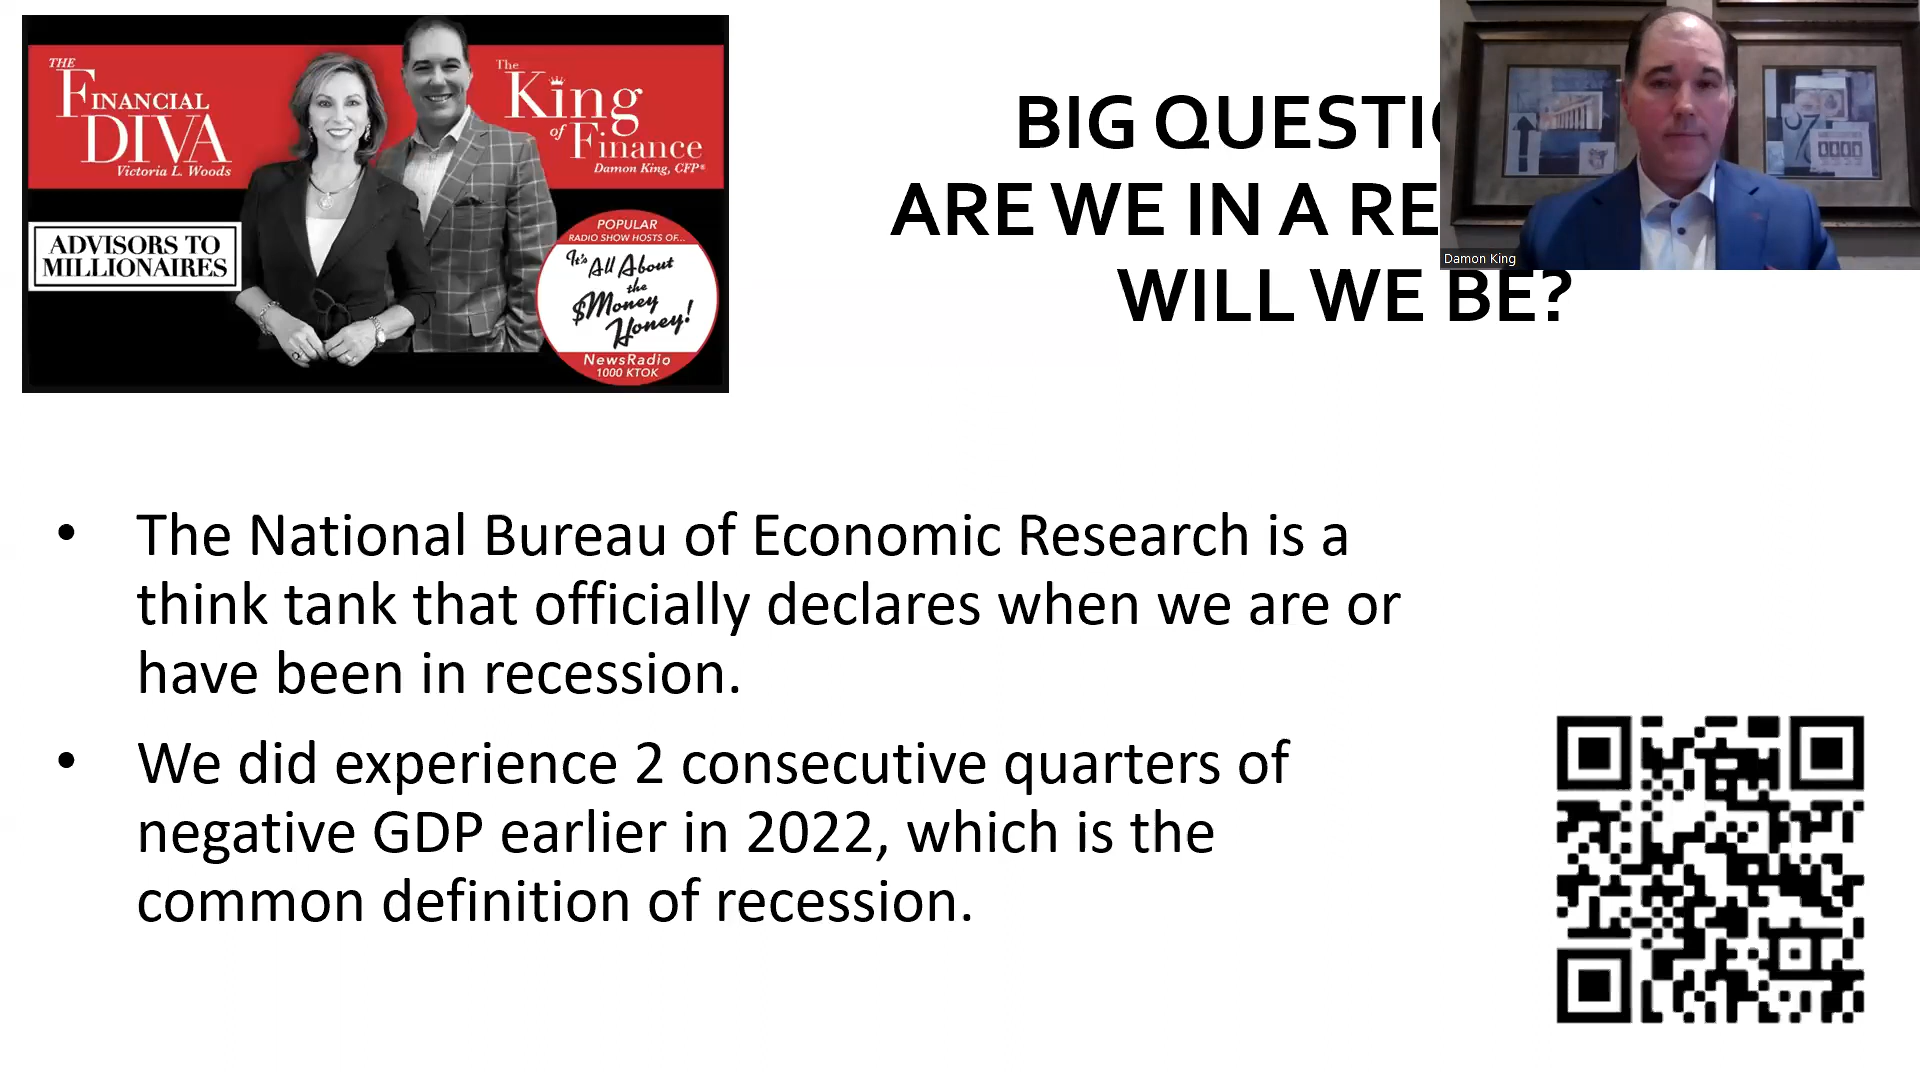 THE
FINANCIAL
DIVA
Victoria L. Woods
The
King
of
Finance
Damon King, CFP®
ADVISORS TO
MILLIONAIRES
POPULAR
RADIO SHOW HOSTS OF...
It's All About
the
$Money
Honey!
NewsRadio
1000 KTOK
BIG QUESTI
ARE WE IN A RE
WILL WE BE?
Damon King
• The National Bureau of Economic Research is a
think tank that officially declares when we are or
have been in recession.
• We did experience 2 consecutive quarters of
negative GDP earlier in 2022, which is the
common definition of recession.